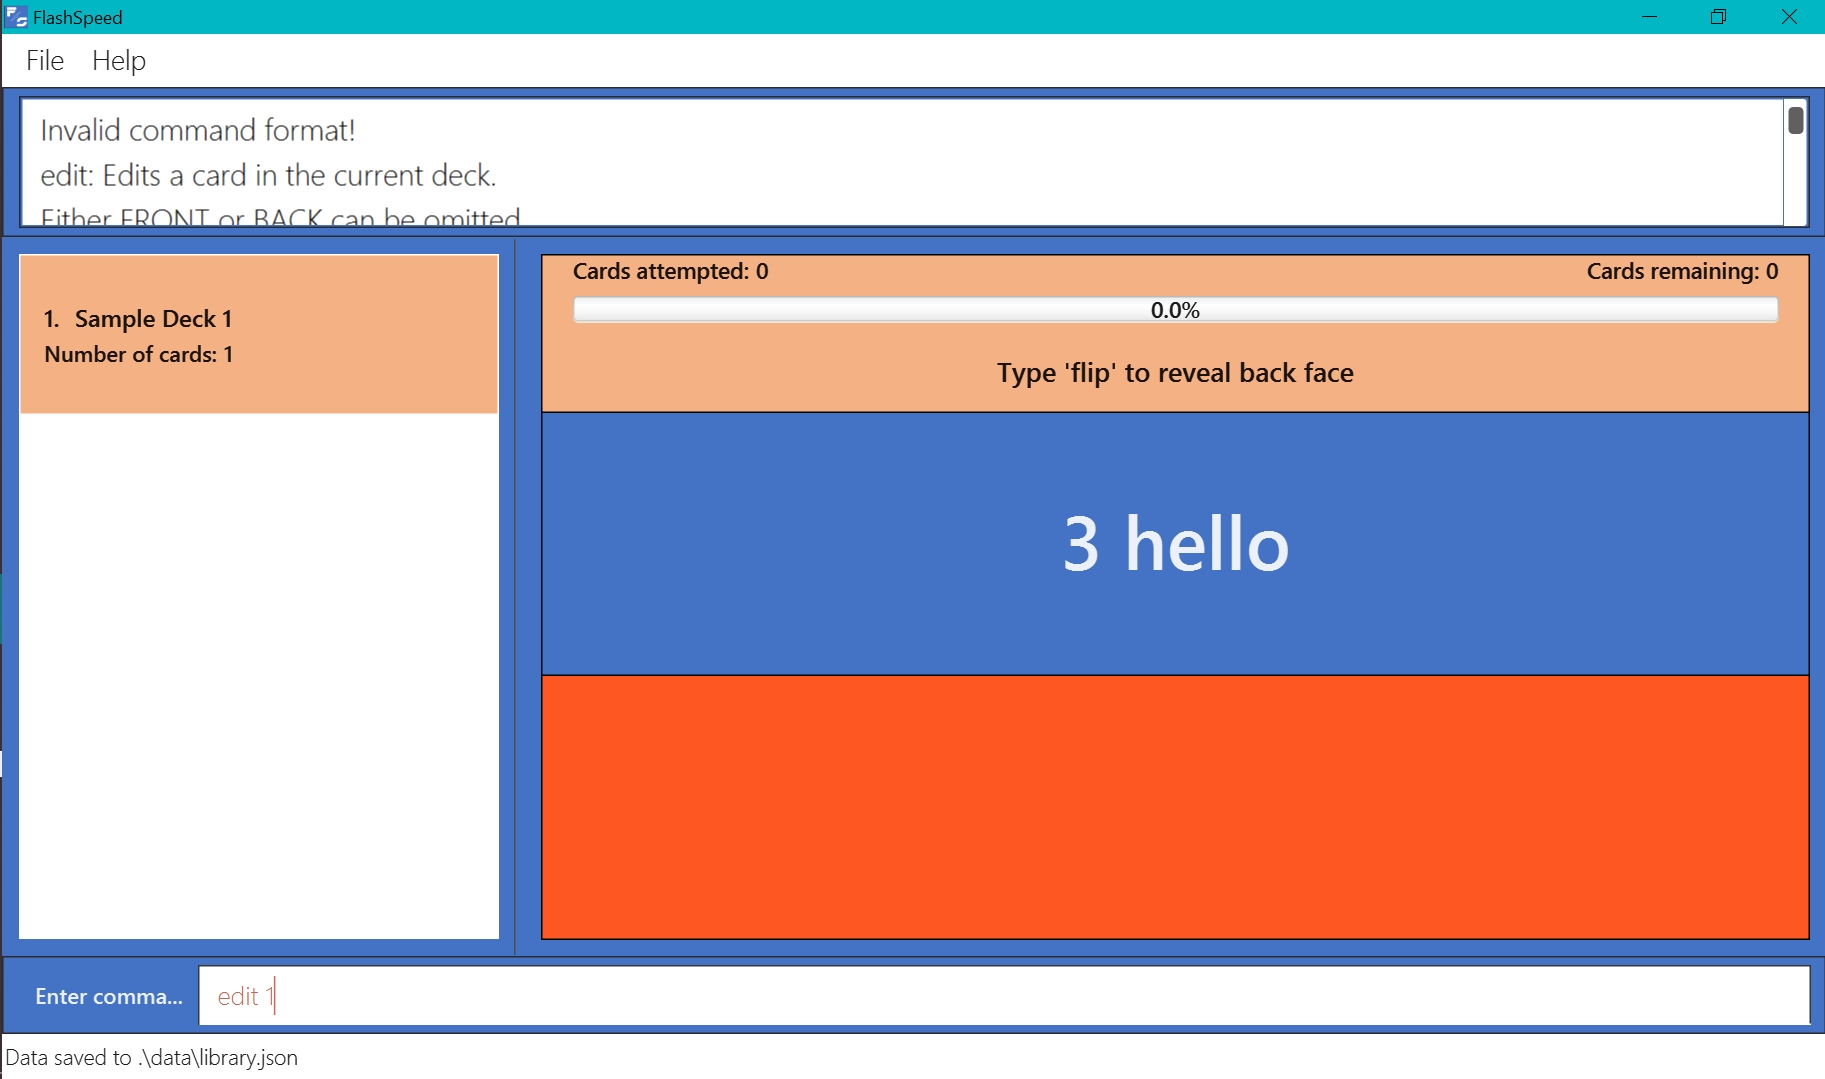 FlashSpeed
File Help
Invalid command format!
edit: Edits a card in the current deck.
Either FRONT or BACK can be omitted
1. Sample Deck 1
Number of cards: 1
Cards attempted: 0 Cards remaining: 0
0.0%
Type 'flip' to reveal back face
3 hello
Enter comma... edit 1
Data saved to .\data\library.json